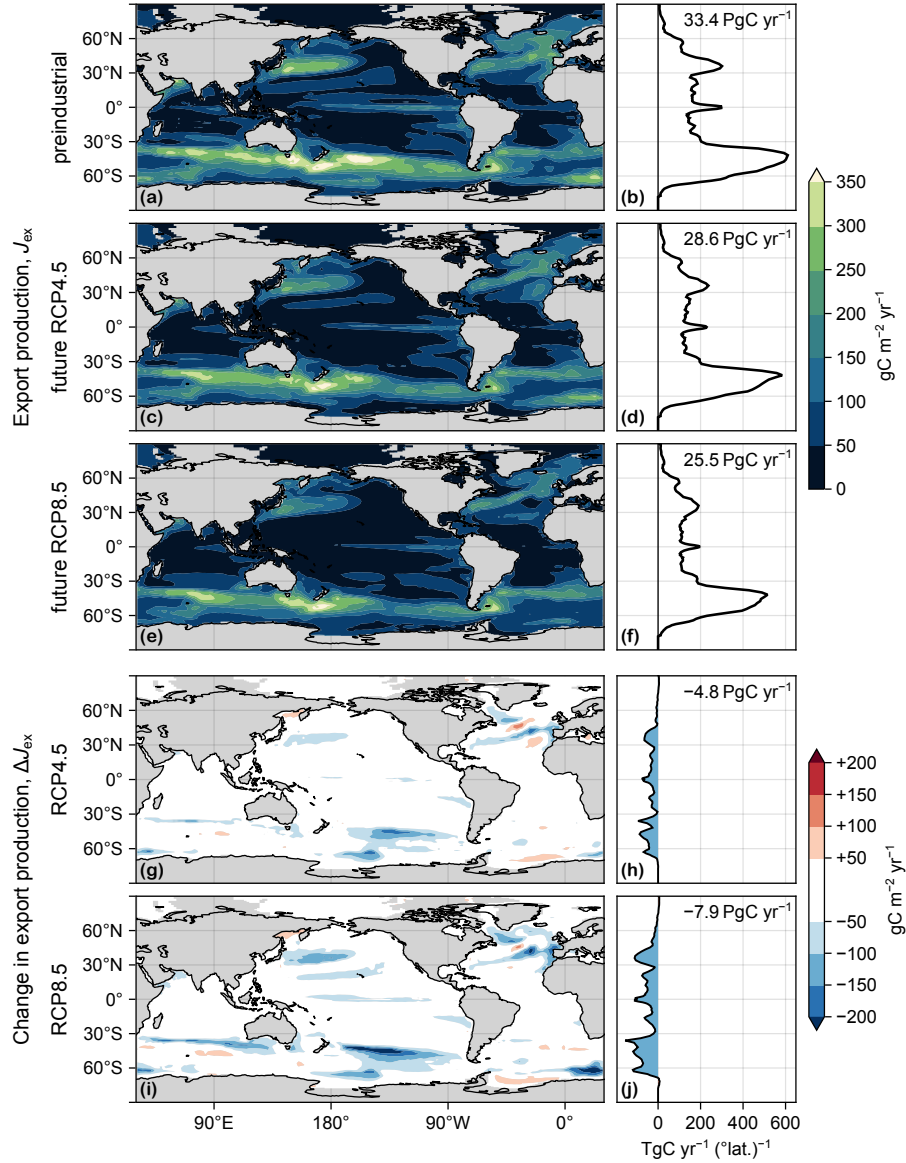 Export production, Jex
preindustrial
60°N
30°N
0°
30°S
60°S
(a)
33.4 PgC yr⁻¹
(b)
future RCP4.5
60°N
30°N
0°
30°S
60°S
(c)
28.6 PgC yr⁻¹
(d)
future RCP8.5
60°N
30°N
0°
30°S
60°S
(e)
25.5 PgC yr⁻¹
(f)
350
300
250
200
150
100
50
0
gC m⁻² yr⁻¹
Change in export production, ΔJex
RCP4.5
60°N
30°N
0°
30°S
60°S
(g)
−4.8 PgC yr⁻¹
(h)
RCP8.5
60°N
30°N
0°
30°S
60°S
(i)
−7.9 PgC yr⁻¹
(j)
+200
+150
+100
+50
−50
−100
−150
−200
gC m⁻² yr⁻¹
90°E
180°
90°W
0°
0
200
400
600
TgC yr⁻¹ (°lat.)⁻¹